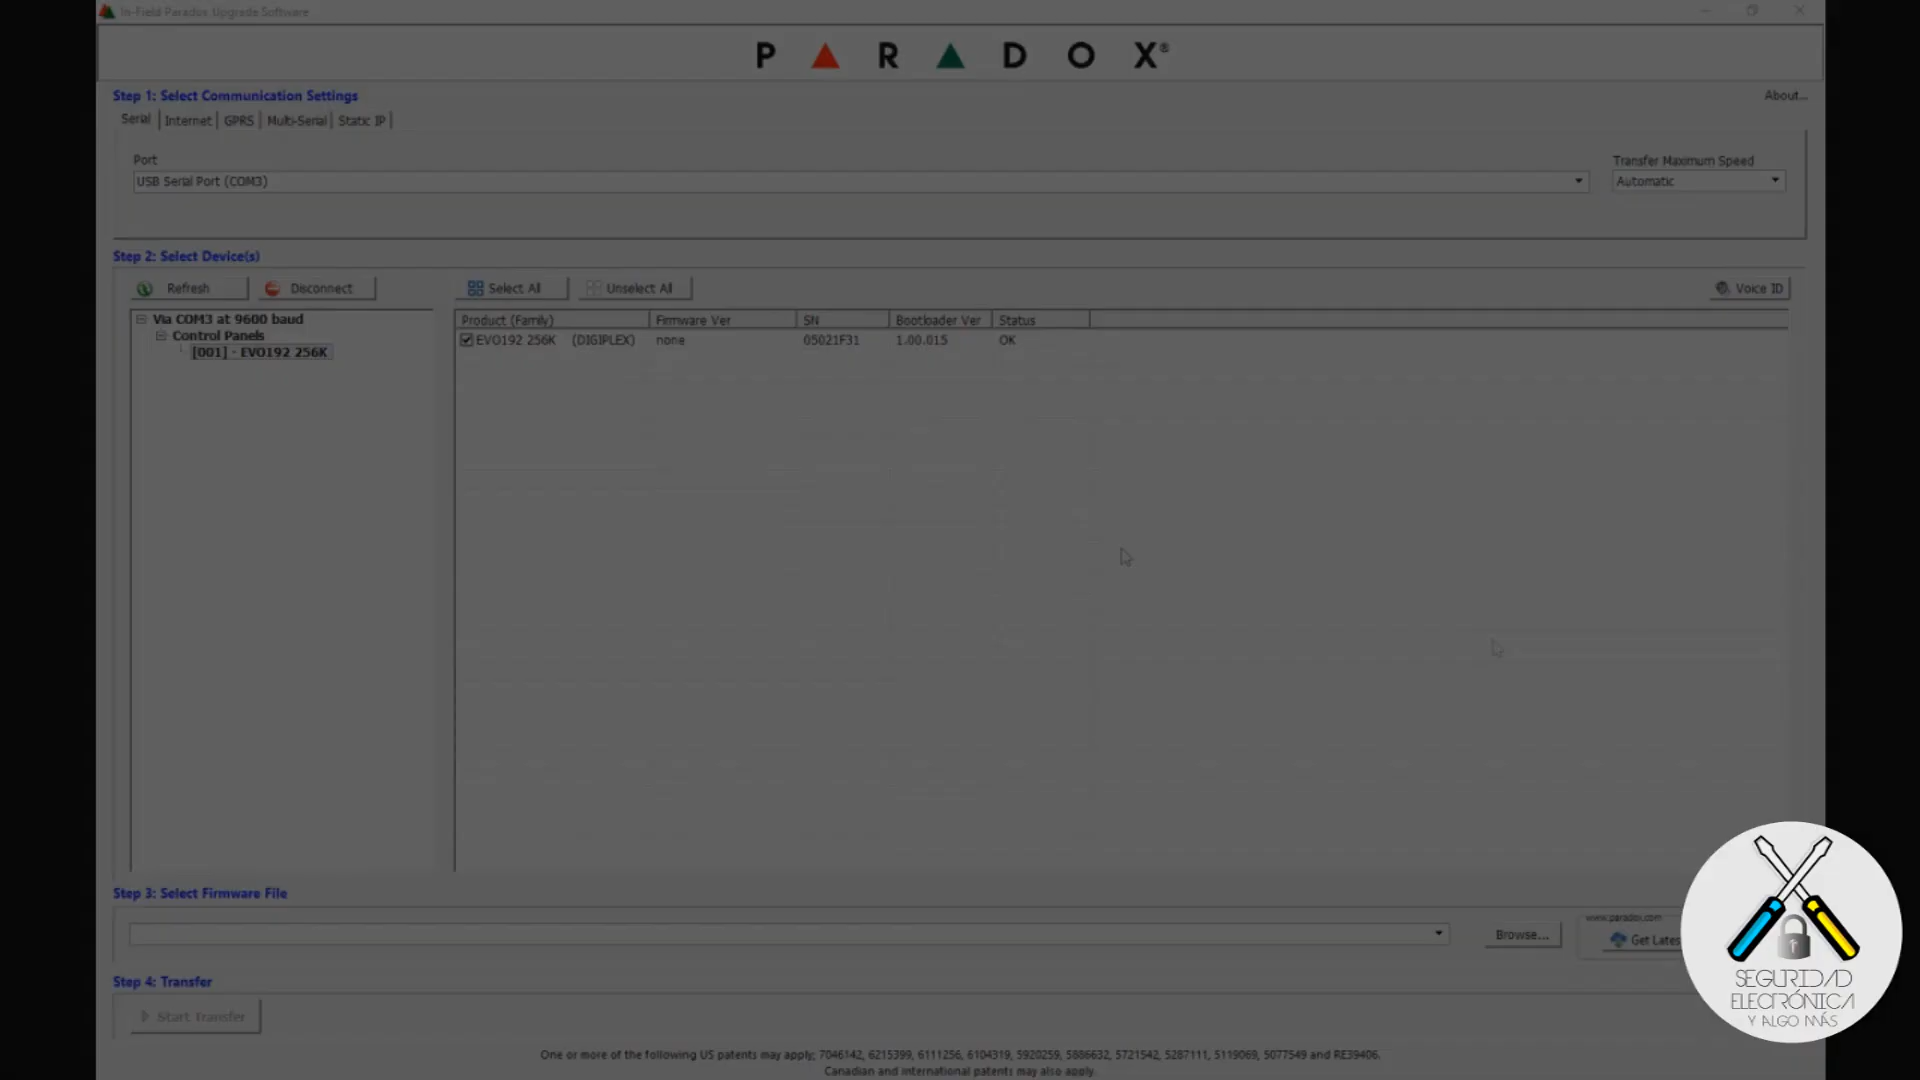 In-Field Paradox Upgrade Software
PARADOX®
Step 1: Select Communication Settings
About...
Serial Internet GPRS Multi-Serial Static IP
Port
Transfer Maximum Speed
USB Serial Port (COM3)
Automatic
Step 2: Select Device(s)
Refresh Disconnect Select All Unselect All Voice ID
Via COM3 at 9600 baud
Control Panels
[001] - EVO192 256K
Product (Family) Firmware Ver SN Bootloader Ver Status
EVO192 256K (DIGIPLEX) none 05021F31 1.00.015 OK
Step 3: Select Firmware File
www.paradox.com
Browse...
Get Lates
Step 4: Transfer
Start Transfer
SEGURIDAD
ELECTRÓNICA
Y ALGO MÁS
One or more of the following US patents may apply; 7046142, 6215399, 6111256, 6104319, 5920259, 5886632, 5721542, 5287111, 5119069, 5077549 and RE39406.
Canadian and international patents may also apply.